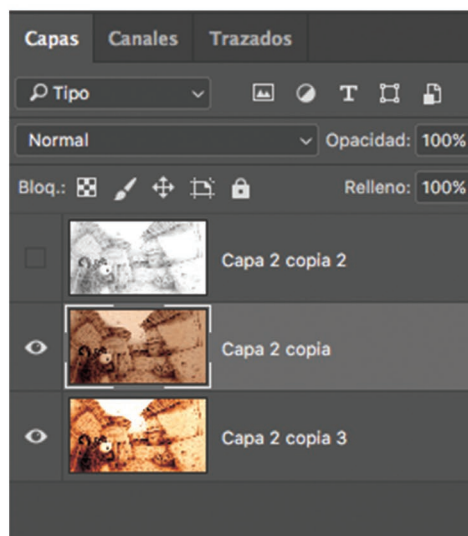 Capas Canales Trazados
Tipo
Normal Opacidad: 100%
Bloq.: Relleno: 100%
Capa 2 copia 2
Capa 2 copia
Capa 2 copia 3